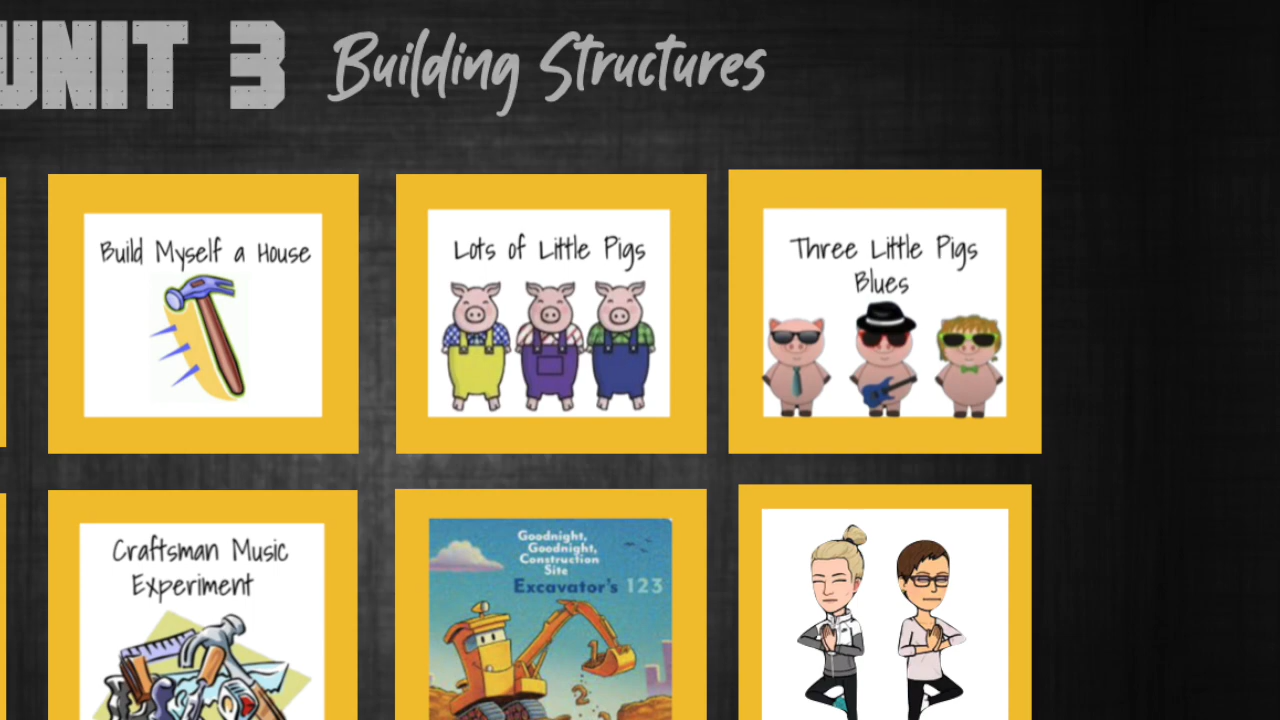 UNIT 3 Building Structures
Build Myself a House
Lots of Little Pigs
Three Little Pigs
Blues
Craftsman Music
Experiment
Goodnight,
Goodnight,
Construction
Site
Excavator's 123